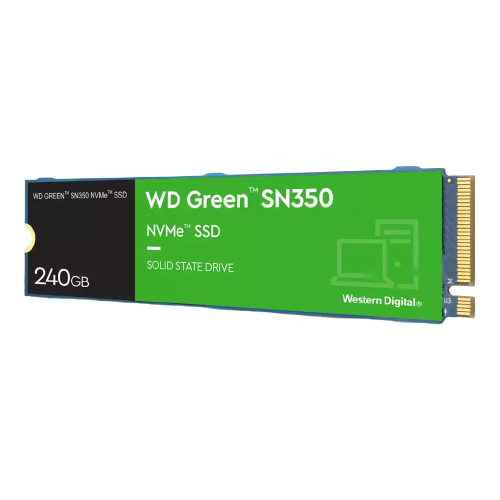 WD GREEN™ SN350 NVMe™ SSD
240GB
WD Green™ SN350
NVMe™ SSD
SOLID STATE DRIVE
Western Digital®